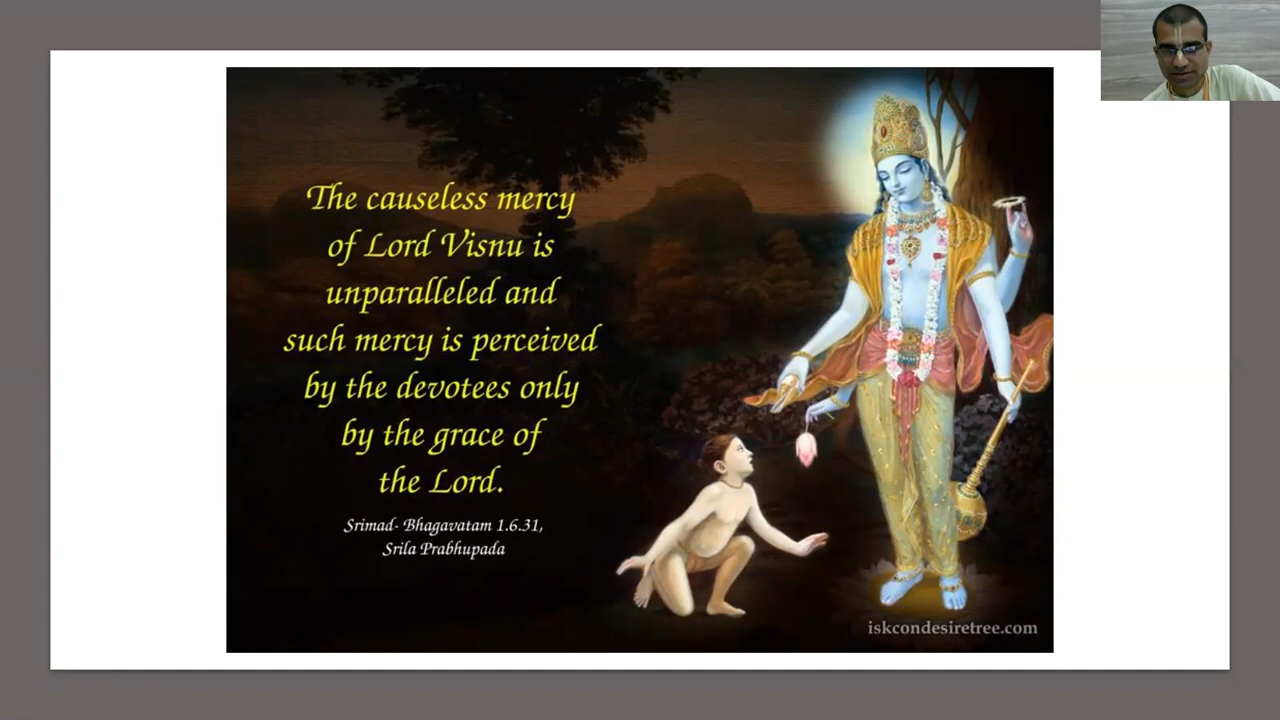 The causeless mercy
of Lord Visnu is
unparalleled and
such mercy is perceived
by the devotees only
by the grace of
the Lord.
Srimad- Bhagavatam 1.6.31,
Srila Prabhupada
iskcondesiretree.com